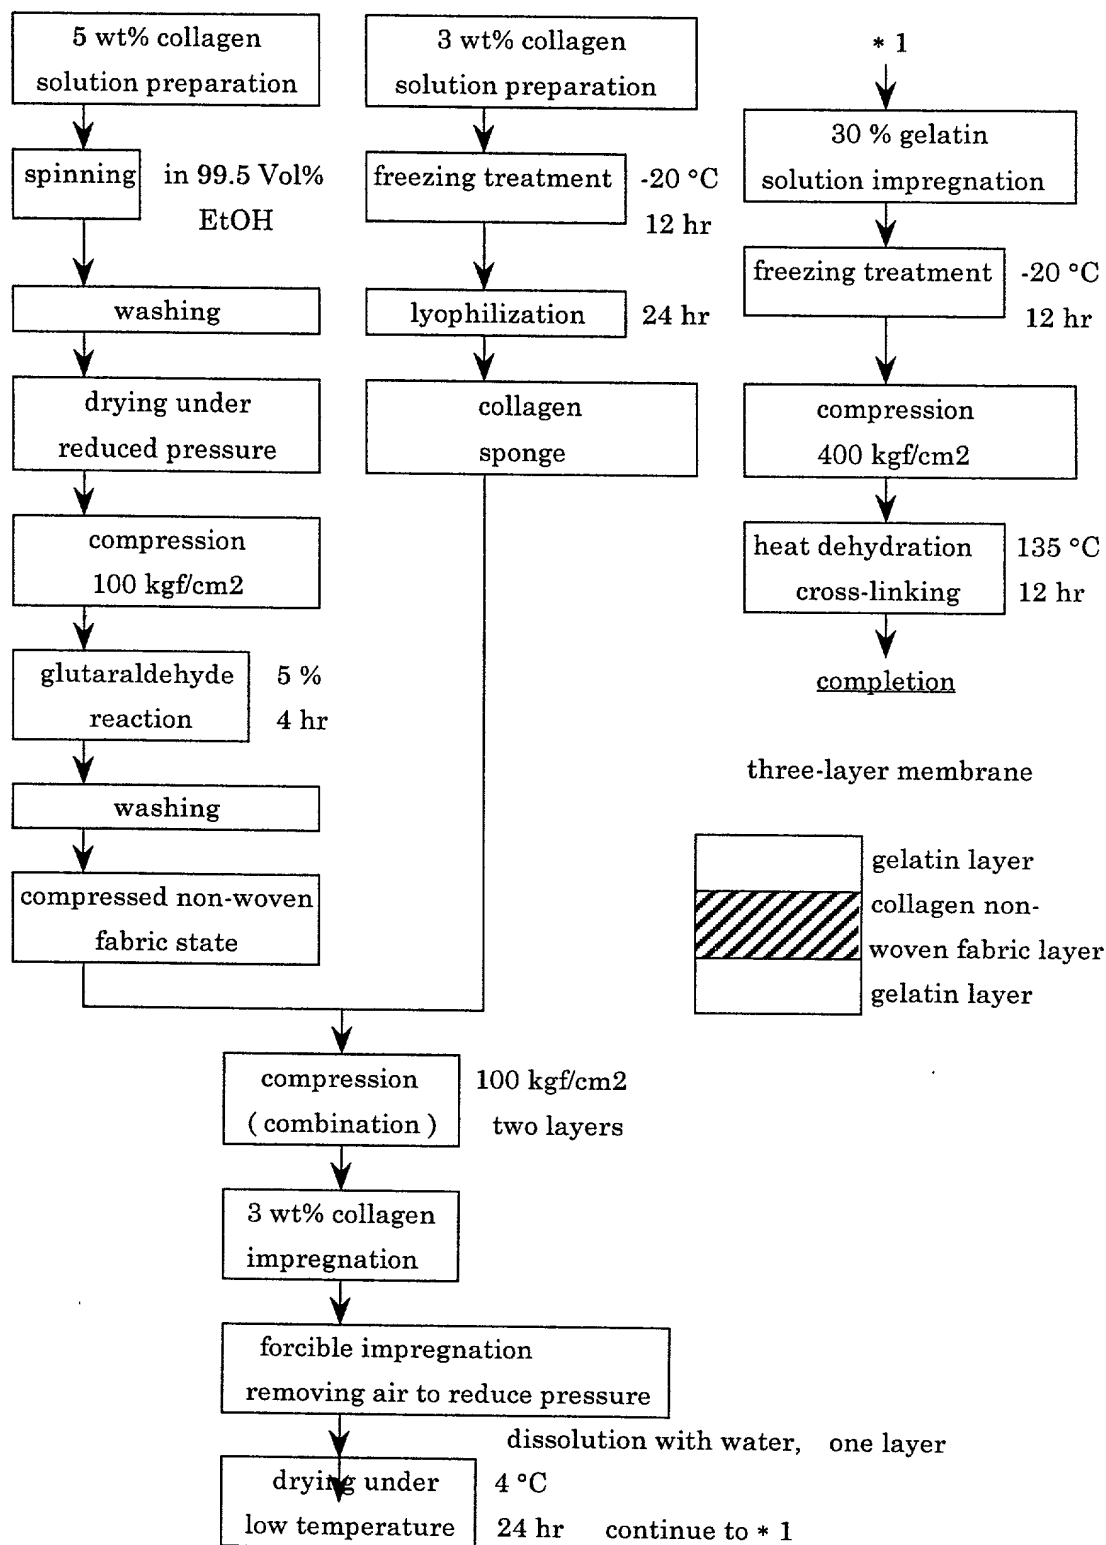 5 wt% collagen
solution preparation
spinning
in 99.5 Vol%
EtOH
washing
drying under
reduced pressure
compression
100 kgf/cm2
glutaraldehyde
reaction
5 %
4 hr
washing
compressed non-woven
fabric state
3 wt% collagen
solution preparation
freezing treatment
-20 °C
12 hr
lyophilization
24 hr
collagen
sponge
compression
( combination )
100 kgf/cm2
two layers
3 wt% collagen
impregnation
forcible impregnation
removing air to reduce pressure
dissolution with water, one layer
drying under
low temperature
4 °C
24 hr continue to * 1
* 1
30 % gelatin
solution impregnation
freezing treatment
-20 °C
12 hr
compression
400 kgf/cm2
heat dehydration
cross-linking
135 °C
12 hr
completion
three-layer membrane
gelatin layer
collagen non-
woven fabric layer
gelatin layer